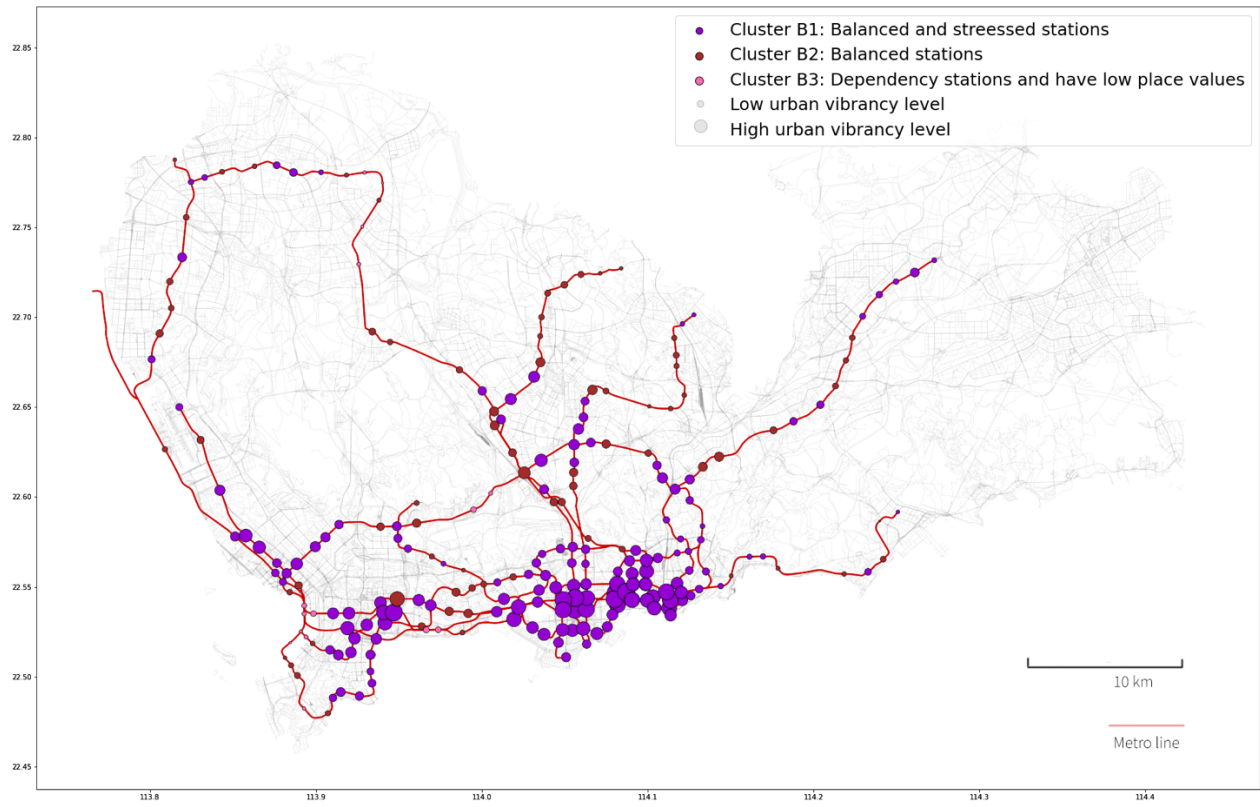 Cluster B1: Balanced and streessed stations
Cluster B2: Balanced stations
Cluster B3: Dependency stations and have low place values
Low urban vibrancy level
High urban vibrancy level
22.85
22.80
22.75
22.70
22.65
22.60
22.55
22.50
22.45
10 km
Metro line
113.8 113.9 114.0 114.1 114.2 114.3 114.4